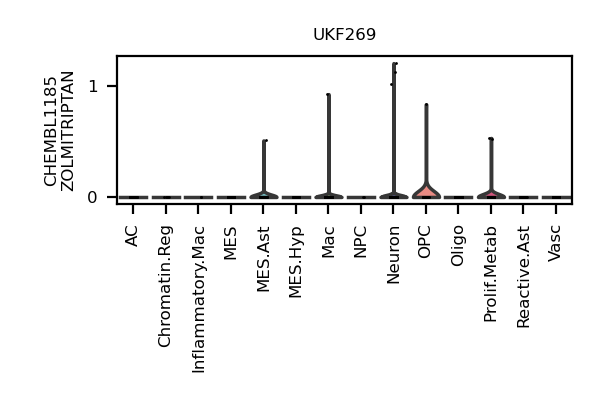 UKF269
CHEMBL1185
ZOLMITRIPTAN
1
0
AC
Chromatin.Reg
Inflammatory.Mac
MES
MES.Ast
MES.Hyp
Mac
NPC
Neuron
OPC
Oligo
Prolif.Metab
Reactive.Ast
Vasc